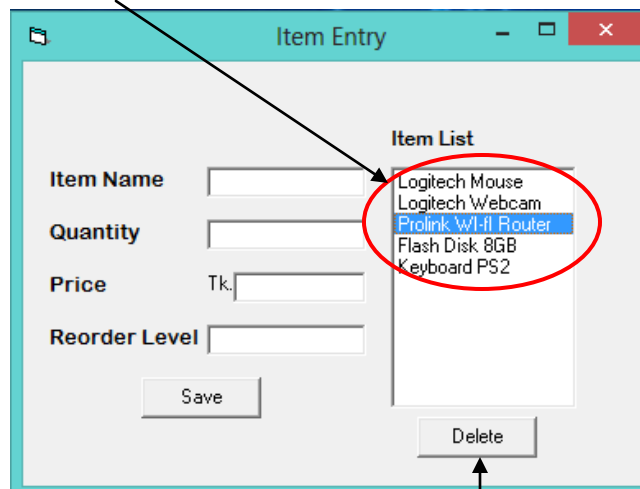 Item Entry
Item List
Item Name
Logitech Mouse
Logitech Webcam
Quantity
Prolink WI-fI Router
Flash Disk 8GB
Keyboard PS2
Price Tk.
Reorder Level
Save
Delete